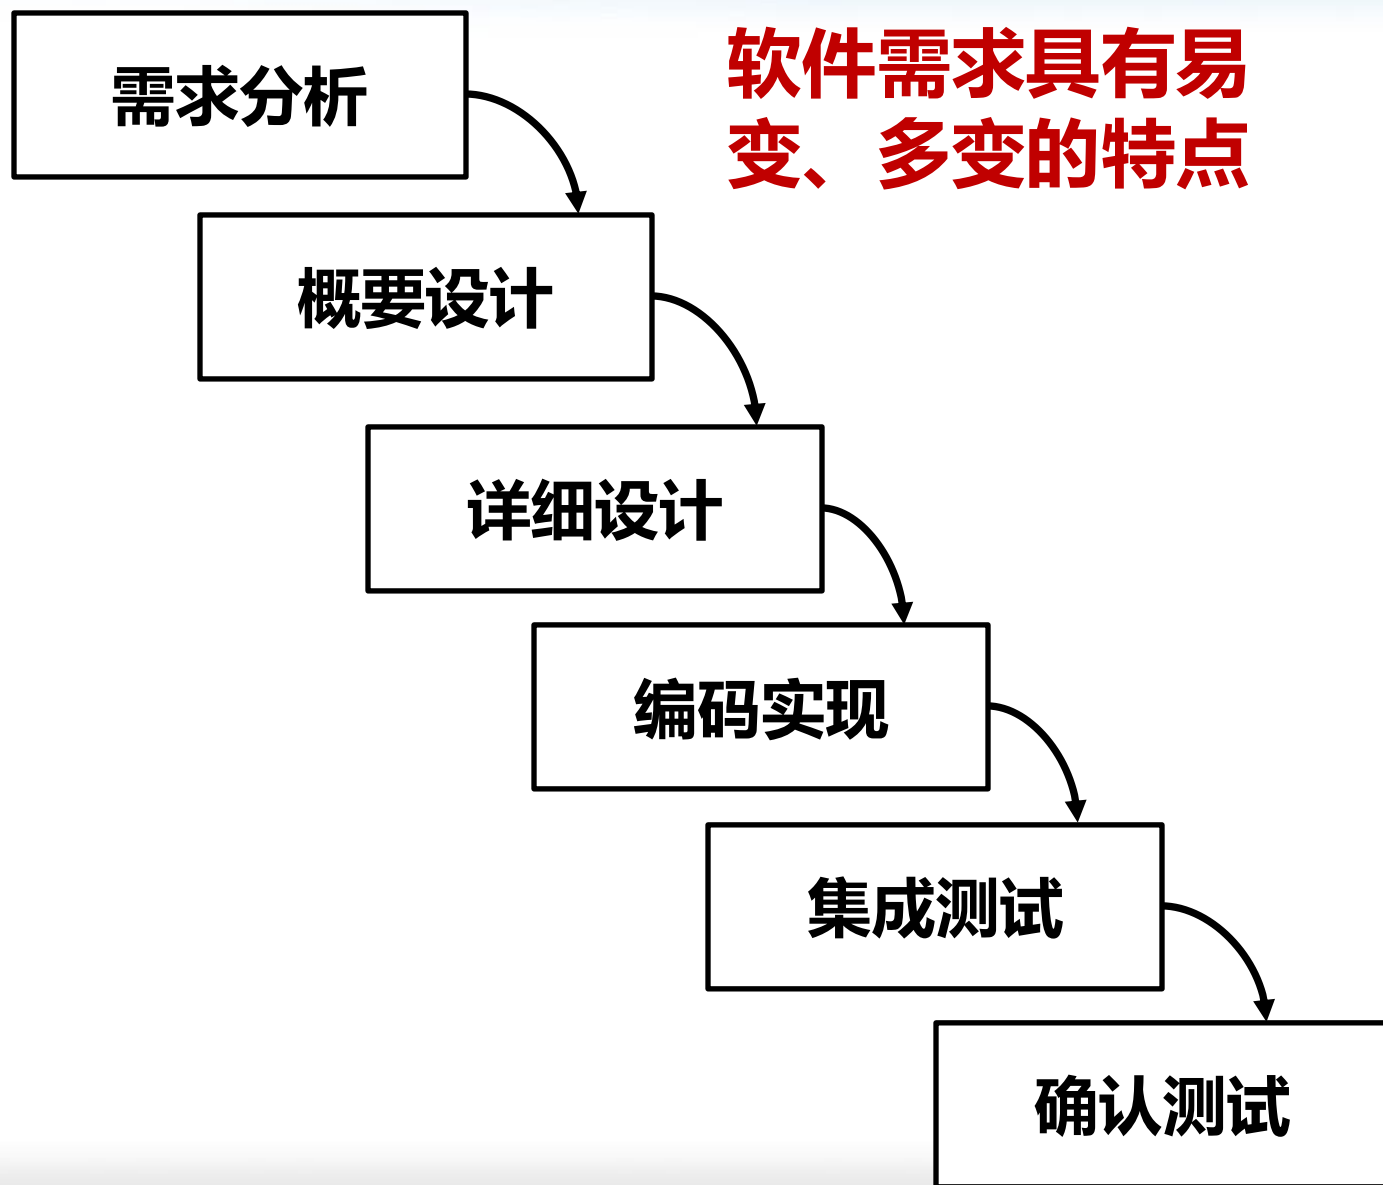 软件需求具有易
变、多变的特点
需求分析
概要设计
详细设计
编码实现
集成测试
确认测试